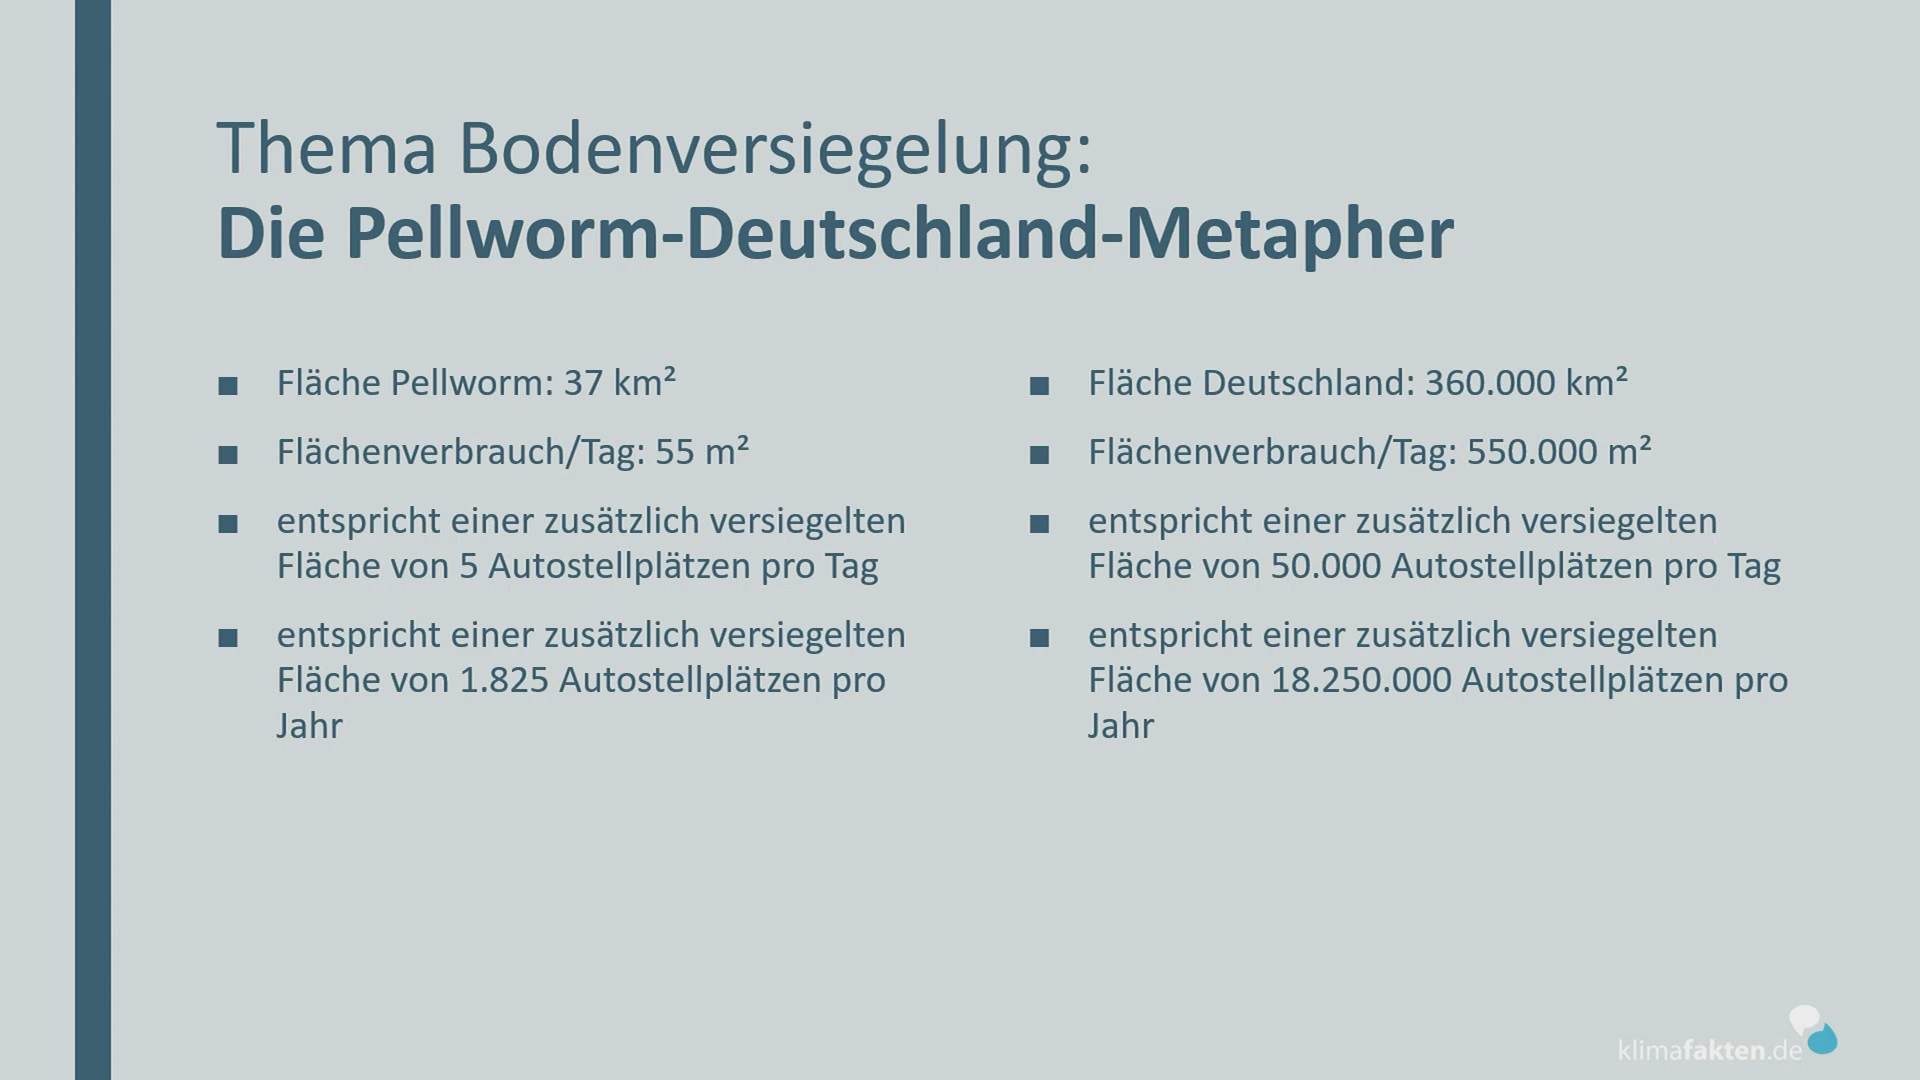 Thema Bodenversiegelung:
Die Pellworm-Deutschland-Metapher
■ Fläche Pellworm: 37 km²
■ Flächenverbrauch/Tag: 55 m²
■ entspricht einer zusätzlich versiegelten
Fläche von 5 Autostellplätzen pro Tag
■ entspricht einer zusätzlich versiegelten
Fläche von 1.825 Autostellplätzen pro
Jahr
■ Fläche Deutschland: 360.000 km²
■ Flächenverbrauch/Tag: 550.000 m²
■ entspricht einer zusätzlich versiegelten
Fläche von 50.000 Autostellplätzen pro Tag
■ entspricht einer zusätzlich versiegelten
Fläche von 18.250.000 Autostellplätzen pro
Jahr
klimafakten.de